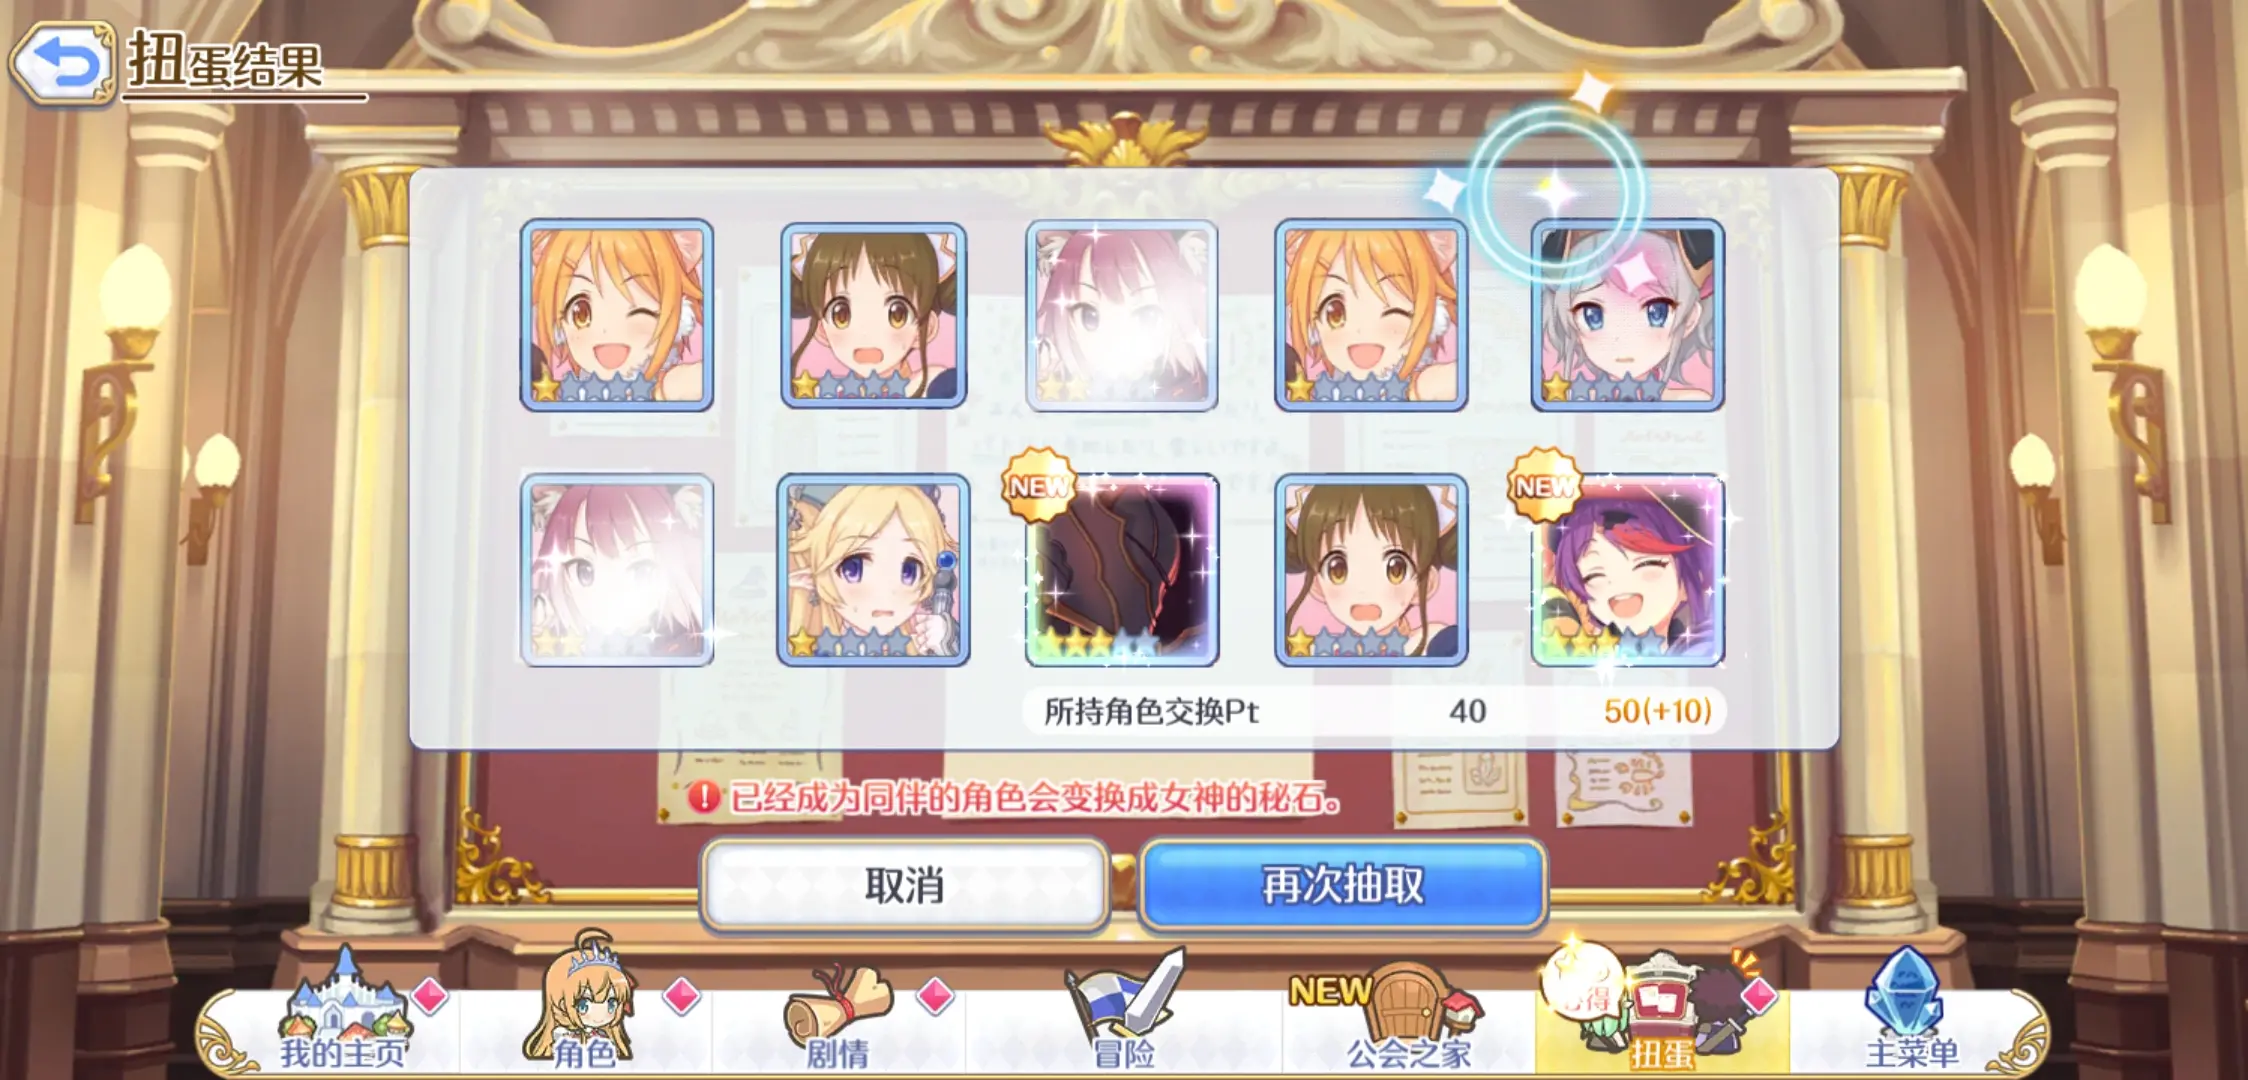 扭蛋结果
NEW
NEW
所持角色交换Pt 40 50(+10)
已经成为同伴的角色会变换成女神的秘石。
取消
再次抽取
NEW
我的主页
角色
剧情
冒险
公会之家
扭蛋
主菜单